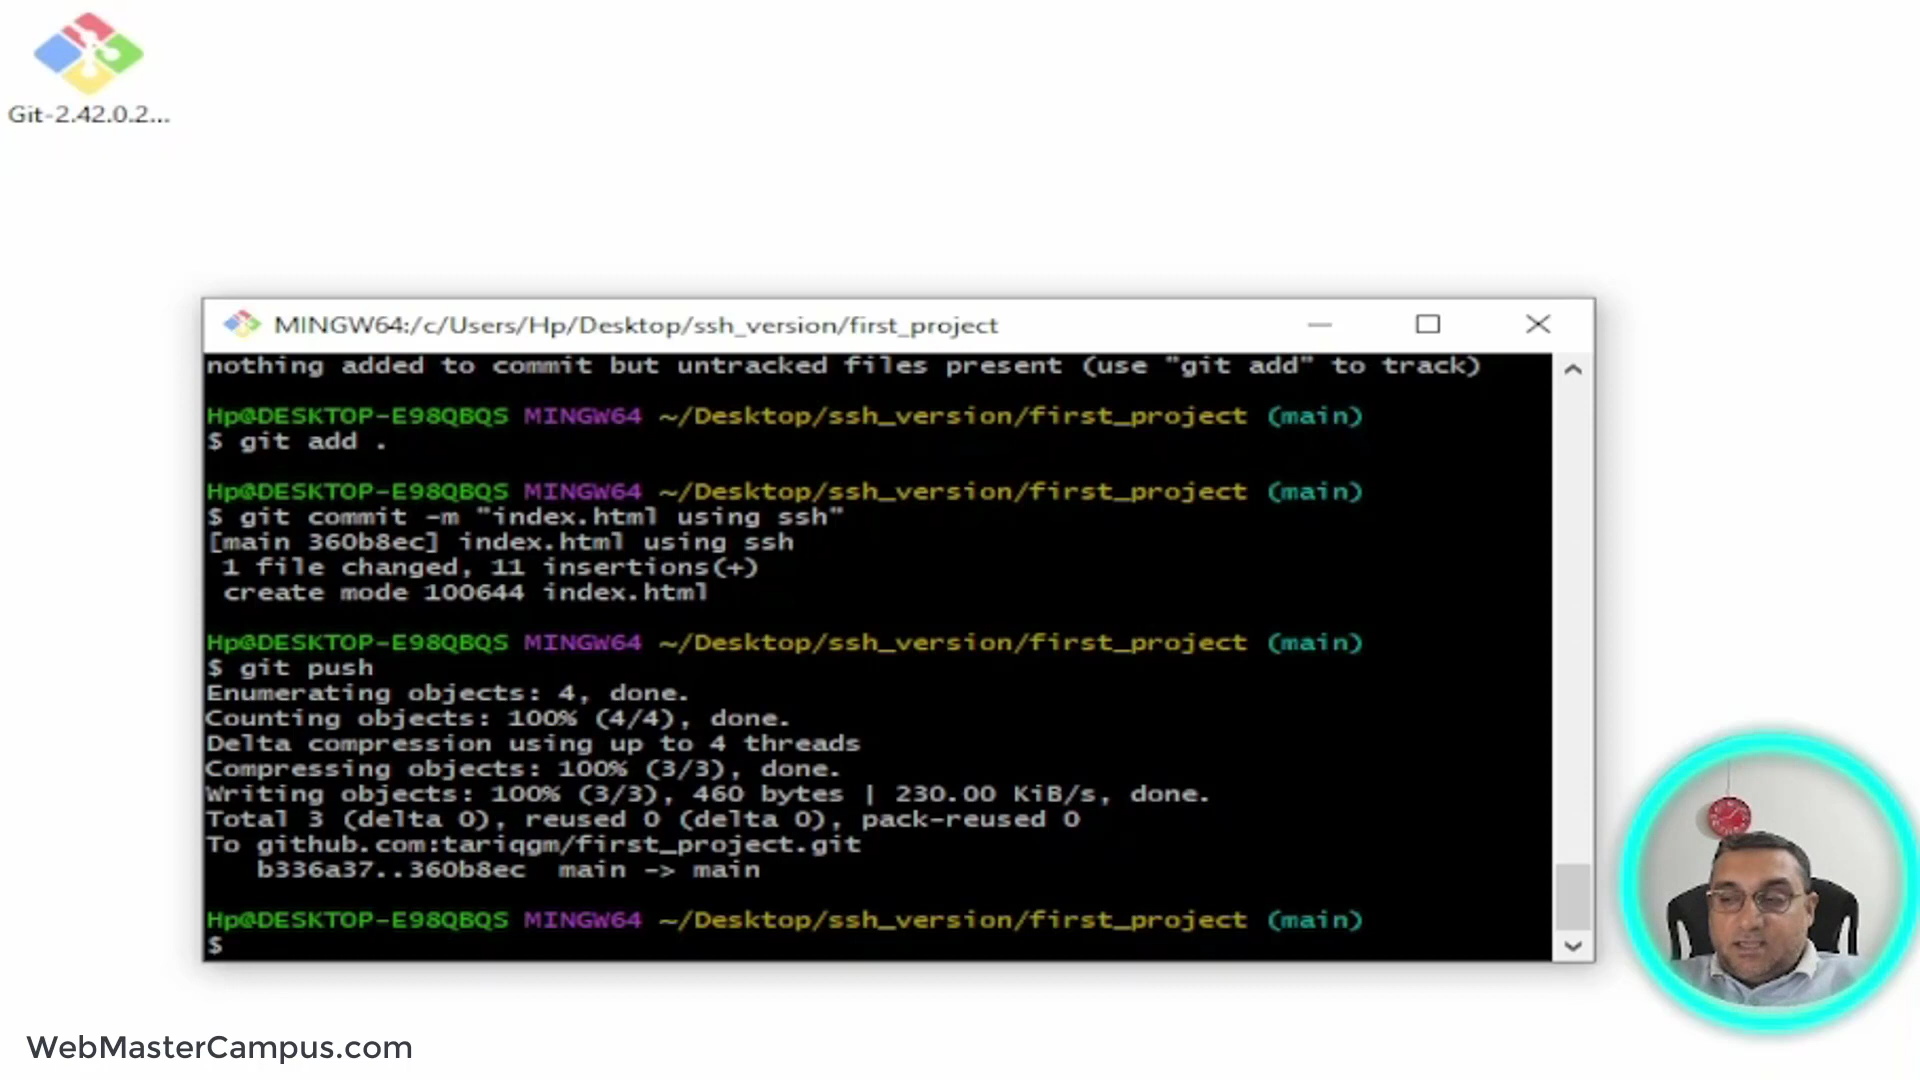 Git-2.42.0.2...
MINGW64:/c/Users/Hp/Desktop/ssh_version/first_project
nothing added to commit but untracked files present (use "git add" to track)
Hp@DESKTOP-E98QBQS MINGW64 ~/Desktop/ssh_version/first_project (main)
$ git add .
Hp@DESKTOP-E98QBQS MINGW64 ~/Desktop/ssh_version/first_project (main)
$ git commit -m "index.html using ssh"
[main 360b8ec] index.html using ssh
1 file changed, 11 insertions(+)
create mode 100644 index.html
Hp@DESKTOP-E98QBQS MINGW64 ~/Desktop/ssh_version/first_project (main)
$ git push
Enumerating objects: 4, done.
Counting objects: 100% (4/4), done.
Delta compression using up to 4 threads
Compressing objects: 100% (3/3), done.
Writing objects: 100% (3/3), 460 bytes | 230.00 KiB/s, done.
Total 3 (delta 0), reused 0 (delta 0), pack-reused 0
To github.com:tariqgm/first_project.git
b336a37..360b8ec  main -> main
Hp@DESKTOP-E98QBQS MINGW64 ~/Desktop/ssh_version/first_project (main)
$
WebMasterCampus.com